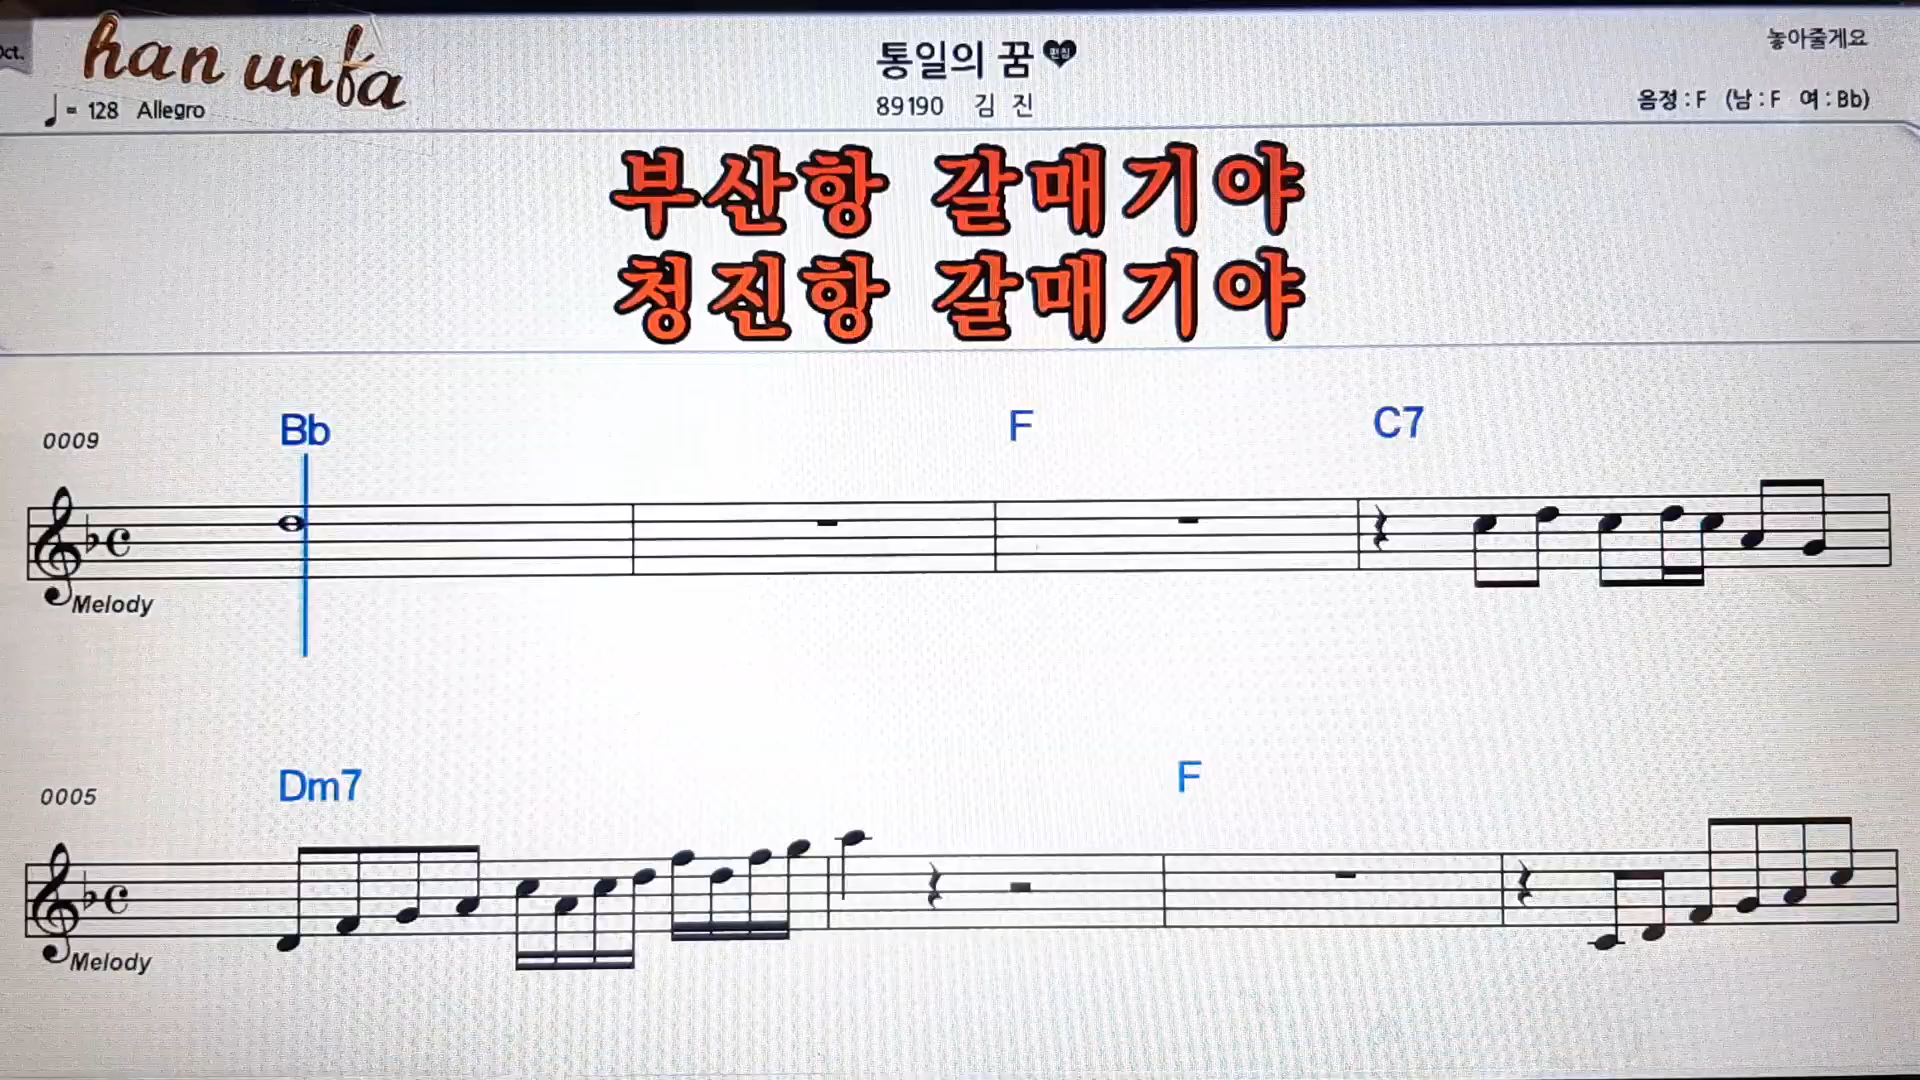 Oct.
han unfa
♩ = 128 Allegro
통일의 꿈
편집
89190 김 진
놓아줄게요
음정 : F (남 : F 여 : Bb)
부산항 갈매기야
청진항 갈매기야
0009
Bb
F
C7
Melody
0005
Dm7
F
Melody